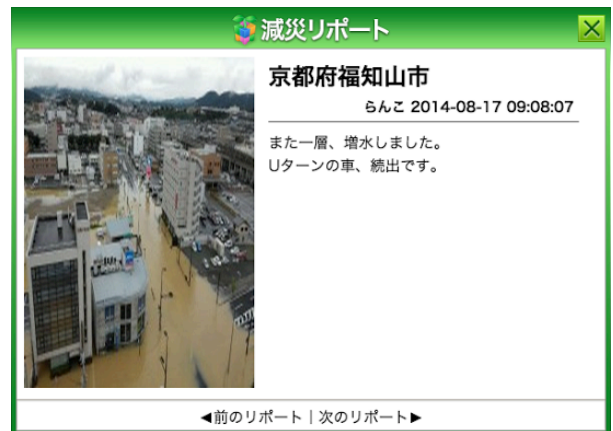 減災リポート
京都府福知山市
らんこ 2014-08-17 09:08:07
また一層、増水しました。
Uターンの車、続出です。
◀前のリポート | 次のリポート▶